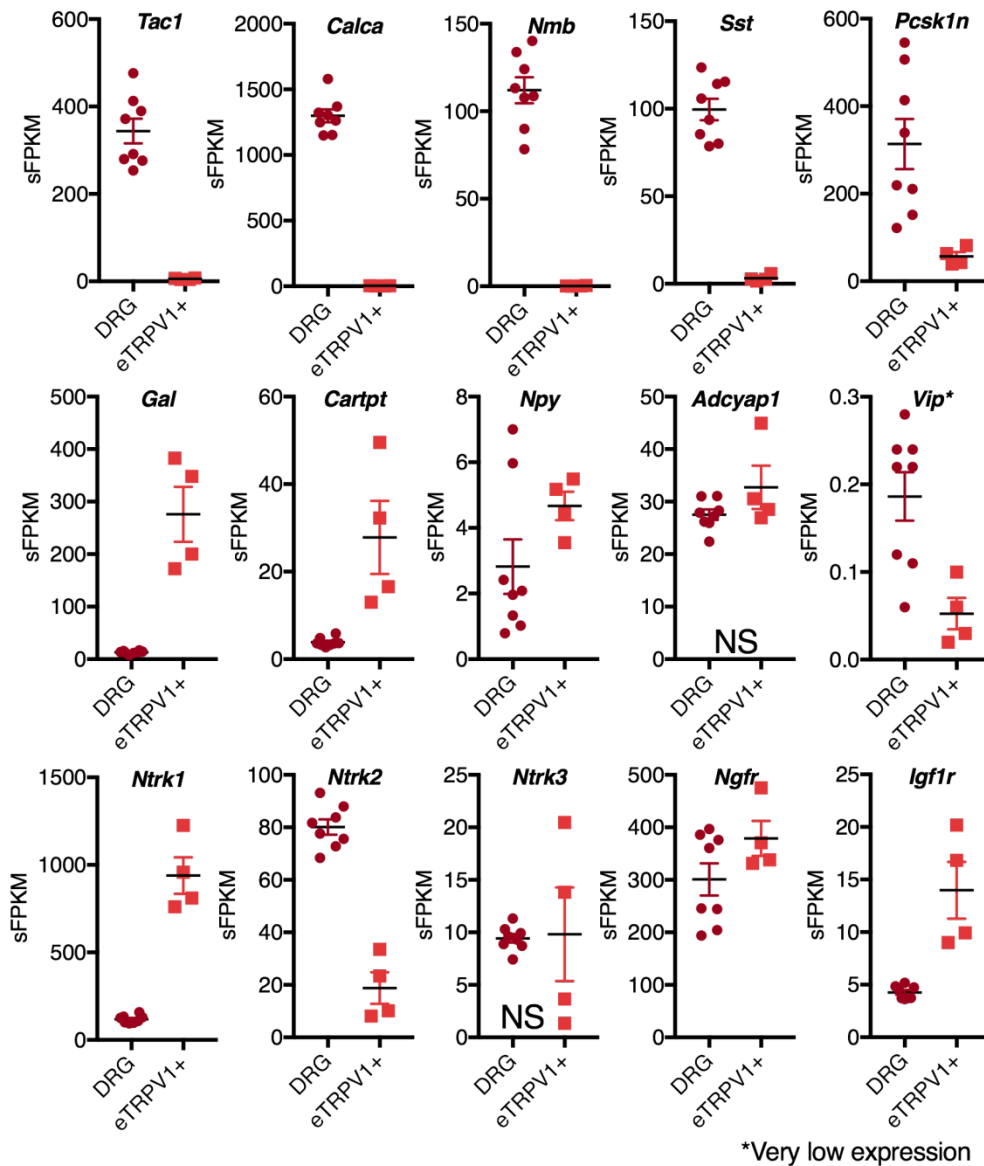 Tac1 Calca Nmb Sst Pcsk1n
600 2000 150 150 600
1500
400 100 100 400
sFPKM sFPKM sFPKM sFPKM sFPKM
1000
200 50 50 200
500
0 0 0 0 0
DRG eTRPV1+ DRG eTRPV1+ DRG eTRPV1+ DRG eTRPV1+ DRG eTRPV1+
Gal Cartpt Npy Adcyap1 Vip*
500 60 8 50 0.3
400 6 40
40 0.2
300 30
sFPKM sFPKM sFPKM sFPKM sFPKM
4
200 20 20 0.1
100 2 10
NS
0 0 0 0 0.0
DRG eTRPV1+ DRG eTRPV1+ DRG eTRPV1+ DRG eTRPV1+ DRG eTRPV1+
Ntrk1 Ntrk2 Ntrk3 Ngfr Igf1r
1500 100 25 500 25
80 20 400 20
1000
60 15 300 15
sFPKM sFPKM sFPKM sFPKM sFPKM
40 10 200 10
500
20 5 100 5
NS
0 0 0 0 0
DRG eTRPV1+ DRG eTRPV1+ DRG eTRPV1+ DRG eTRPV1+ DRG eTRPV1+
*Very low expression